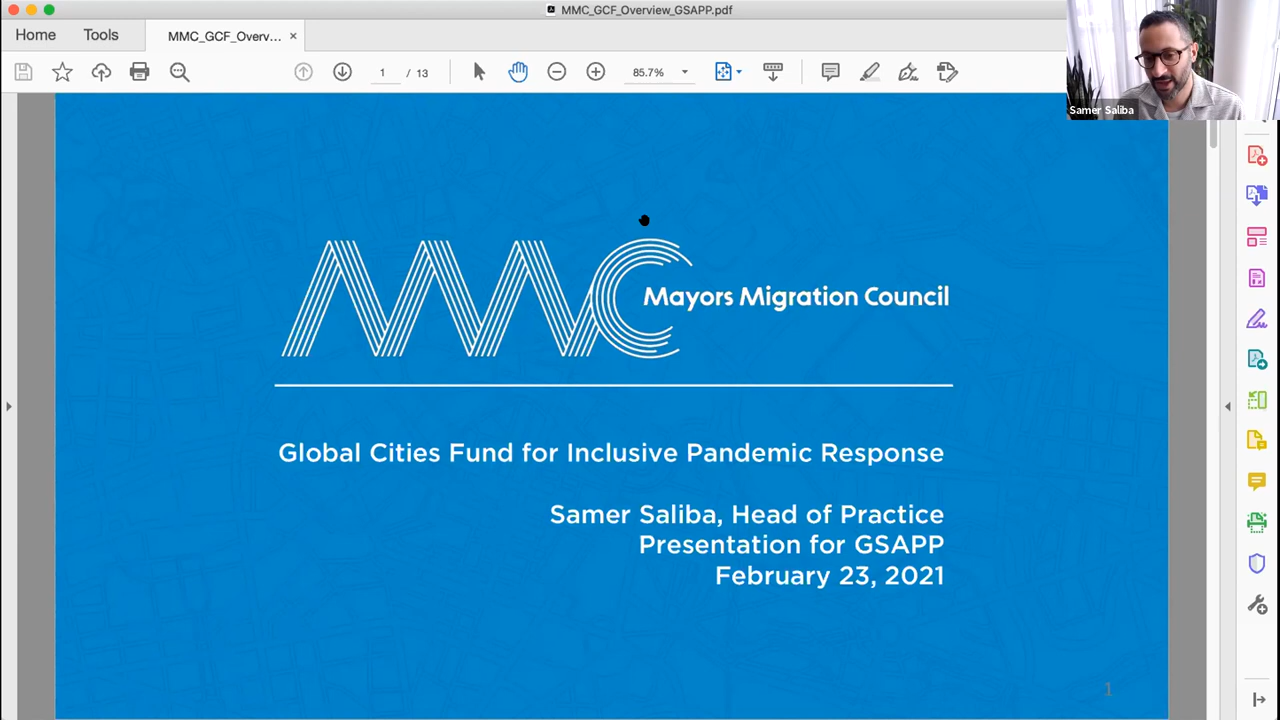 MMC_GCF_Overview_GSAPP.pdf
Home
Tools
MMC_GCF_Overv...
1 / 13
85.7%
Samer Saliba
MMC
Mayors Migration Council
Global Cities Fund for Inclusive Pandemic Response
Samer Saliba, Head of Practice
Presentation for GSAPP
February 23, 2021
1